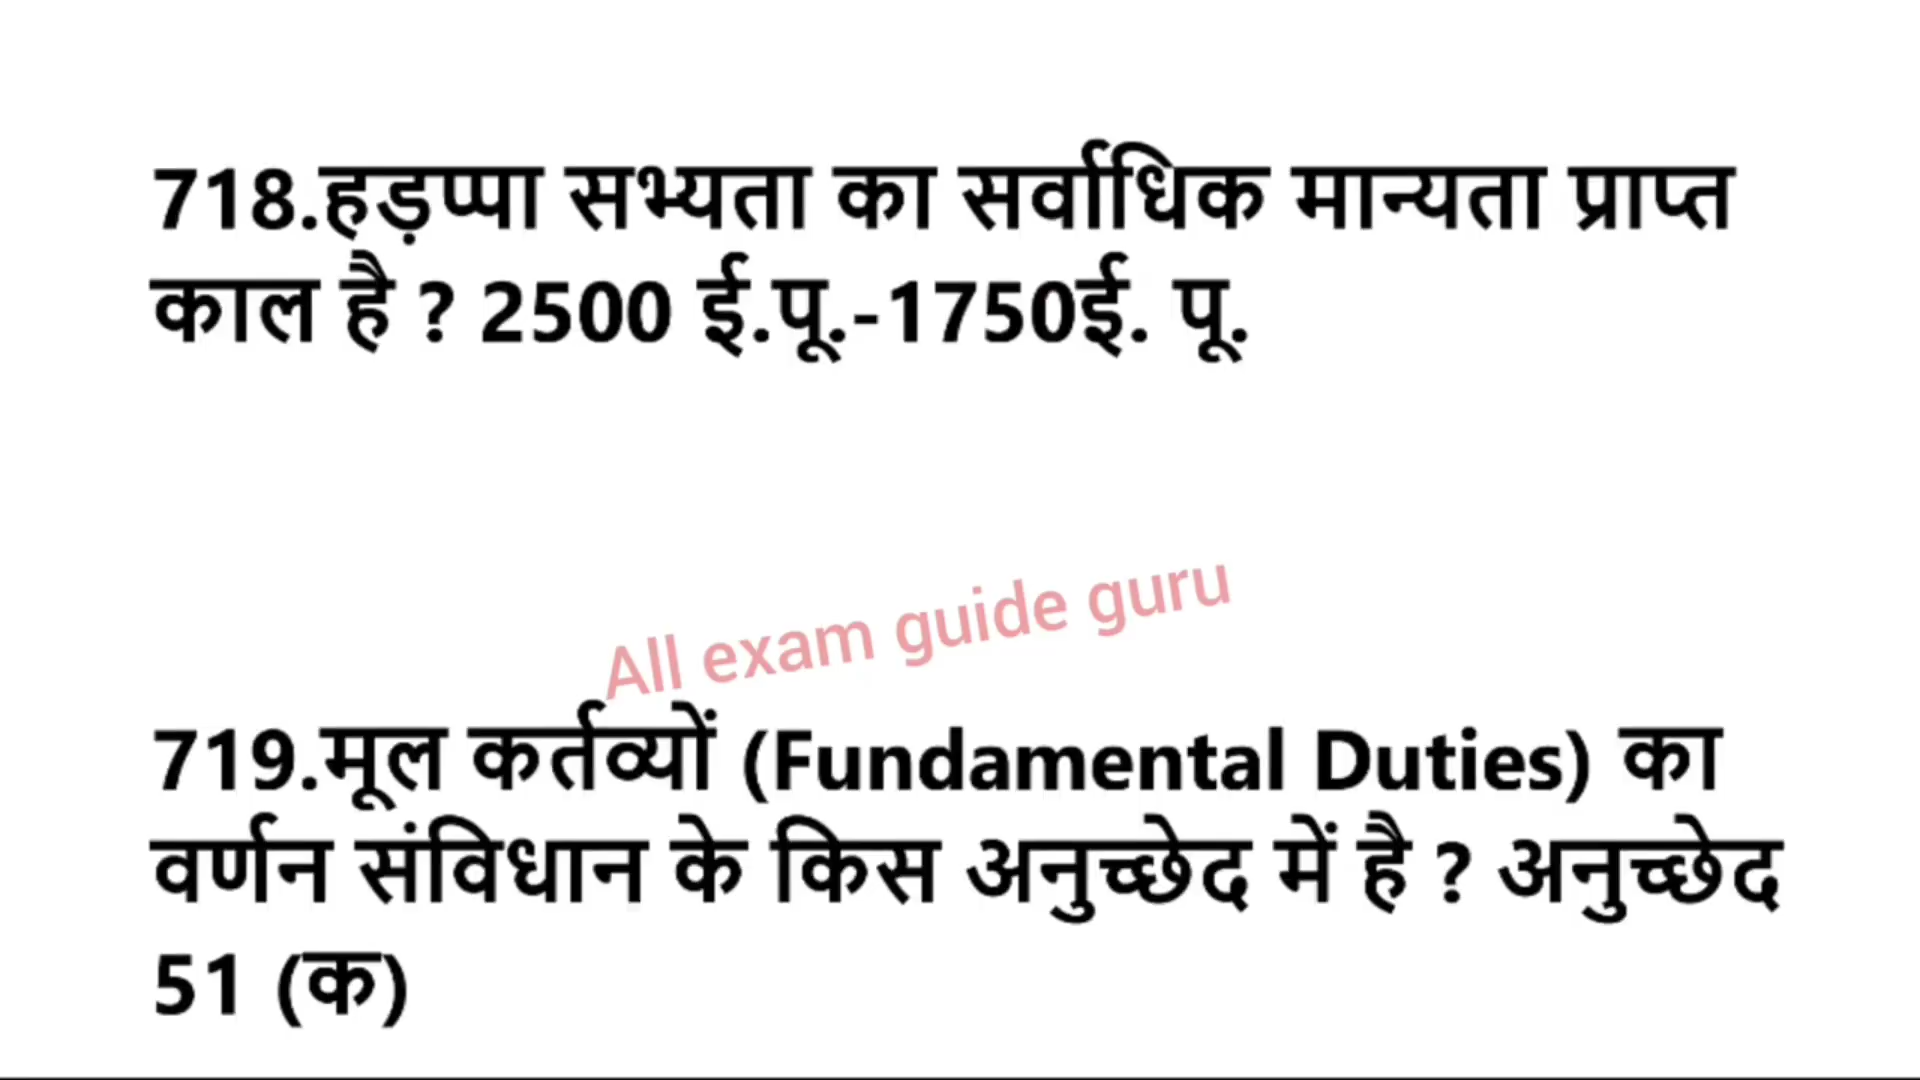 718.हड़प्पा सभ्यता का सर्वाधिक मान्यता प्राप्त
काल है ? 2500 ई.पू.-1750ई. पू.
All exam guide guru
719.मूल कर्तव्यों (Fundamental Duties) का
वर्णन संविधान के किस अनुच्छेद में है ? अनुच्छेद
51 (क)